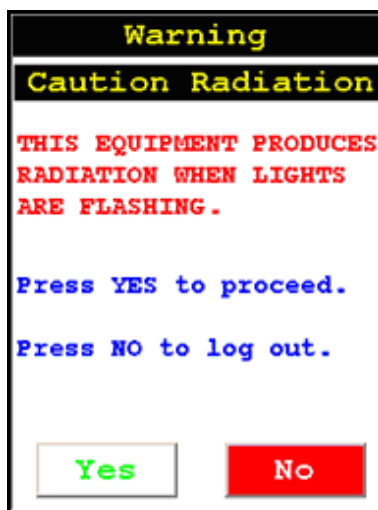 Warning
Caution Radiation
THIS EQUIPMENT PRODUCES
RADIATION WHEN LIGHTS
ARE FLASHING.
Press YES to proceed.
Press NO to log out.
Yes No